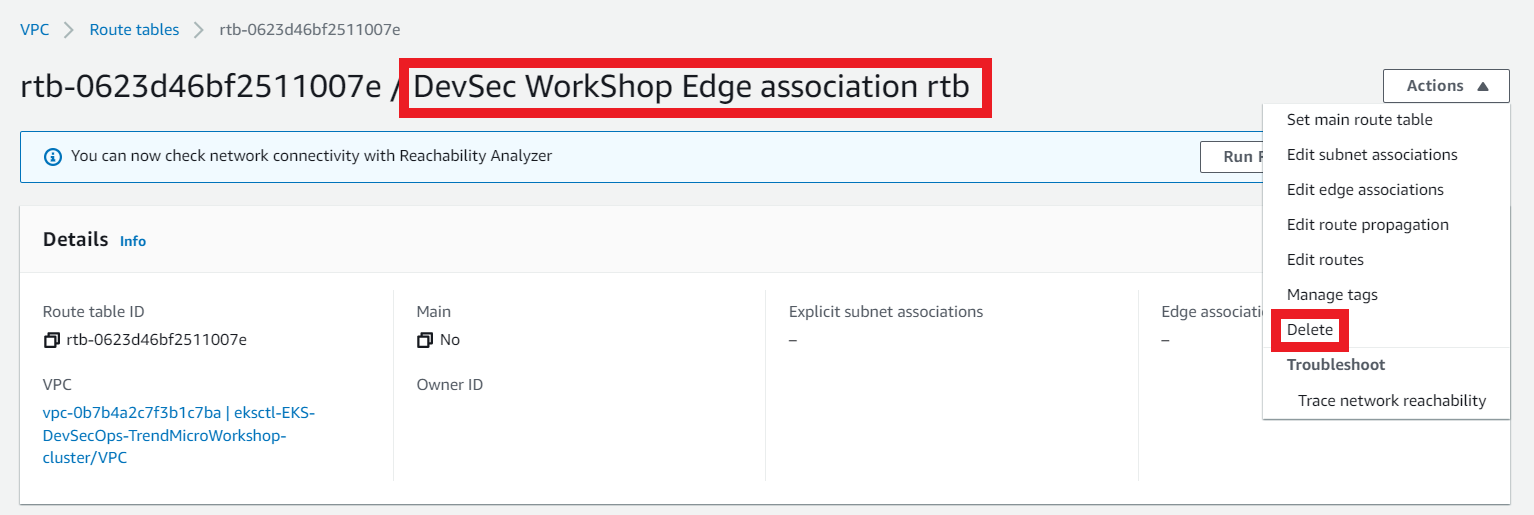 VPC > Route tables > rtb-0623d46bf2511007e
rtb-0623d46bf2511007e / DevSec WorkShop Edge association rtb
Actions
Set main route table
Edit subnet associations
Edit edge associations
Edit route propagation
Edit routes
Manage tags
Delete
Troubleshoot
Trace network reachability
You can now check network connectivity with Reachability Analyzer
Run
Details Info
Route table ID
rtb-0623d46bf2511007e
VPC
vpc-0b7b4a2c7f3b1c7ba | eksctl-EKS-
DevSecOps-TrendMicroWorkshop-
cluster/VPC
Main
No
Owner ID
Explicit subnet associations
–
Edge
–